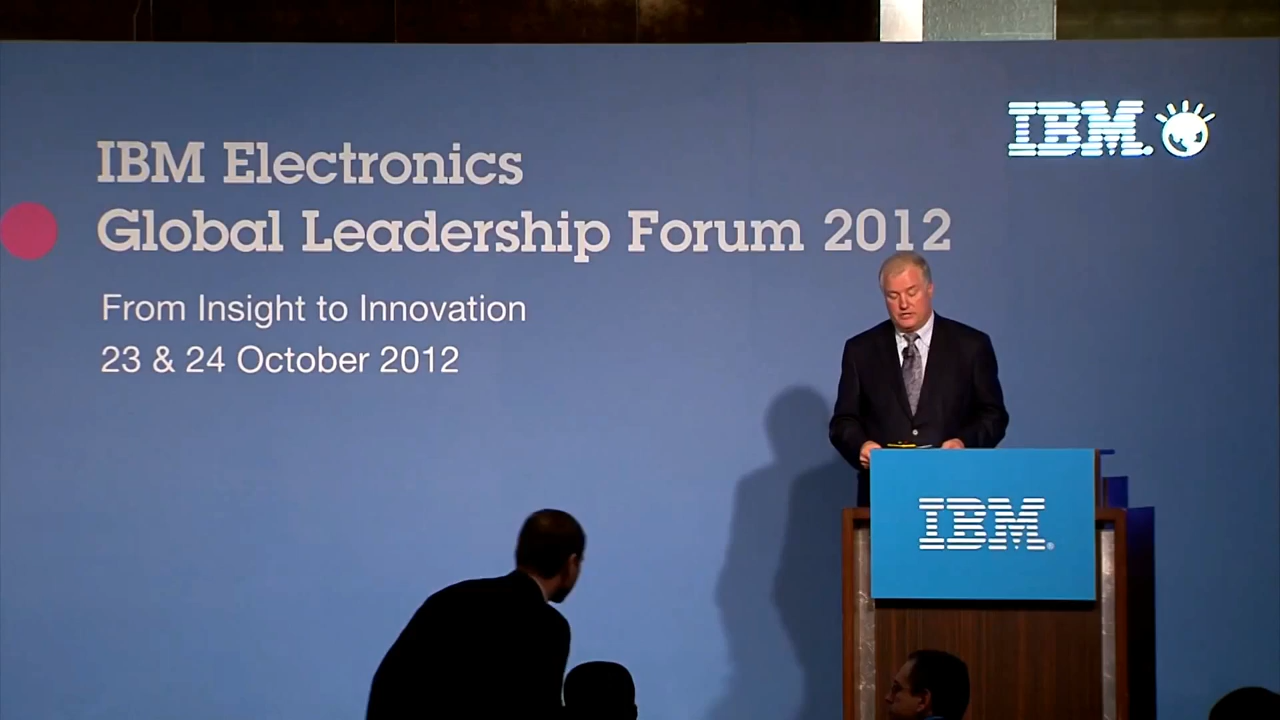 IBM Electronics
Global Leadership Forum 2012
From Insight to Innovation
23 & 24 October 2012
IBM.
IBM®